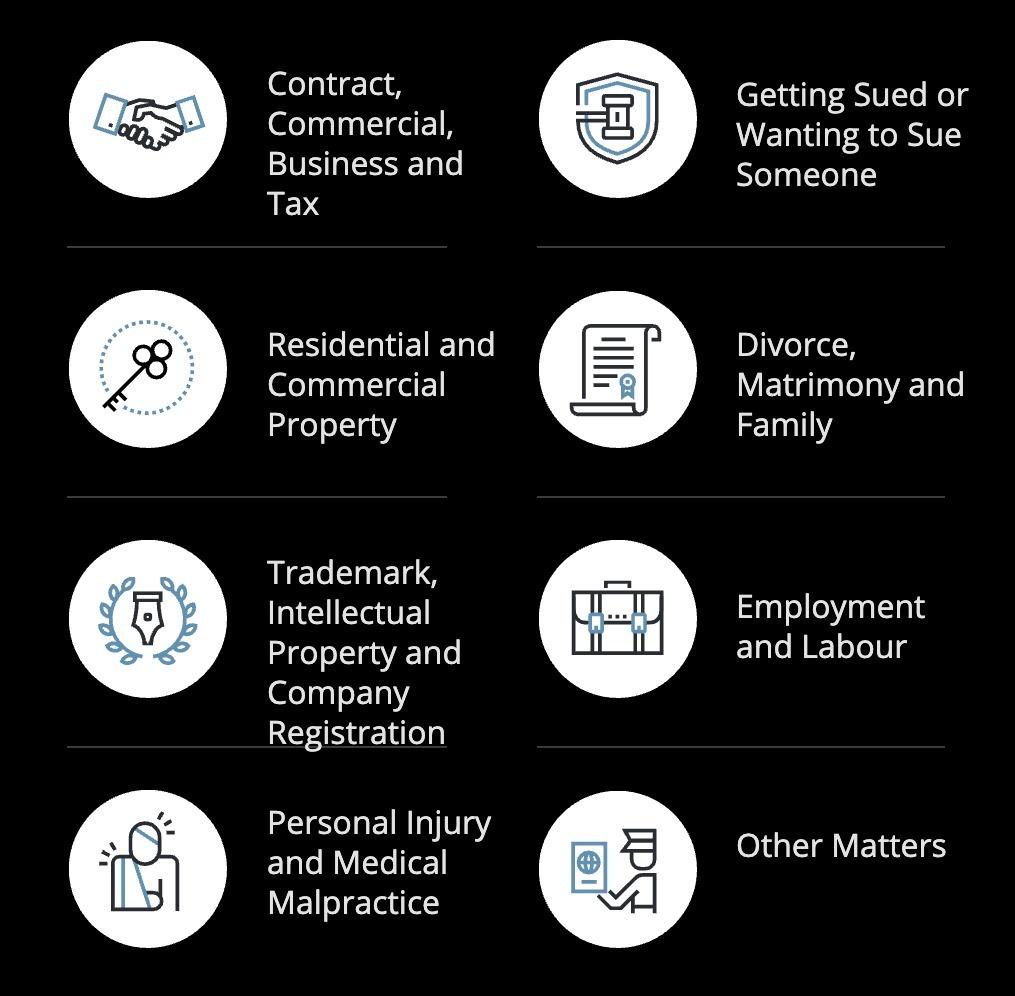 Contract,
Commercial,
Business and
Tax
Getting Sued or
Wanting to Sue
Someone
Residential and
Commercial
Property
Divorce,
Matrimony and
Family
Trademark,
Intellectual
Property and
Company
Registration
Employment
and Labour
Personal Injury
and Medical
Malpractice
Other Matters